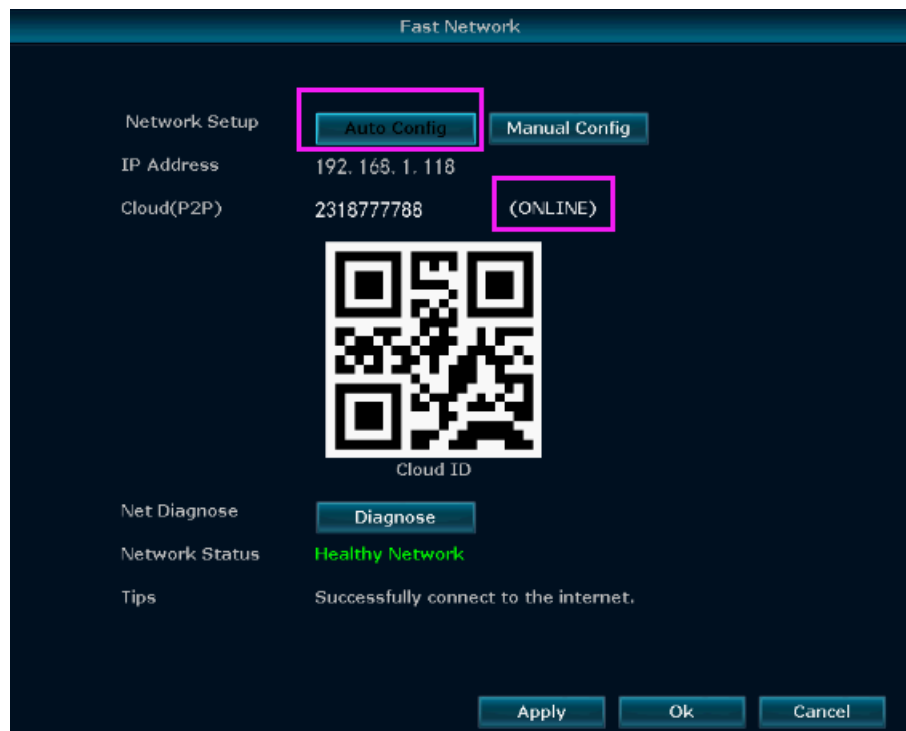 Fast Network
Network Setup Auto Config Manual Config
IP Address 192. 168. 1. 118
Cloud(P2P) 2318777788 (ONLINE)
Cloud ID
Net Diagnose Diagnose
Network Status Healthy Network
Tips Successfully connect to the internet.
Apply Ok Cancel